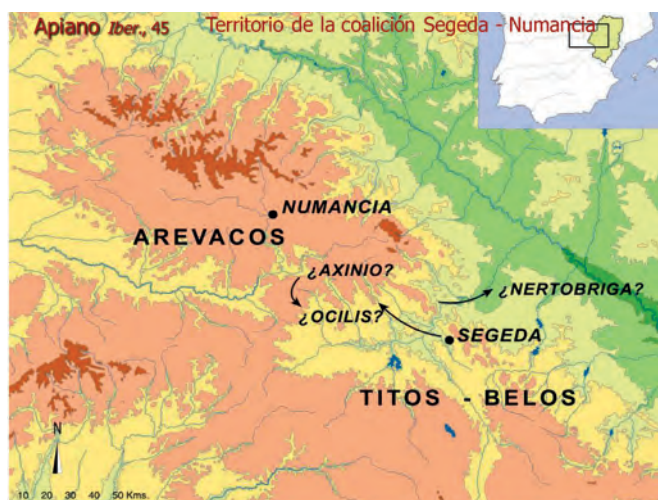 Apiano Iber., 45
Territorio de la coalición Segeda - Numancia
NUMANCIA
AREVACOS
¿AXINIO?
¿NERTOBRIGA?
¿OCILIS?
SEGEDA
TITOS - BELOS
N
10 20 30 40 50 Kms.